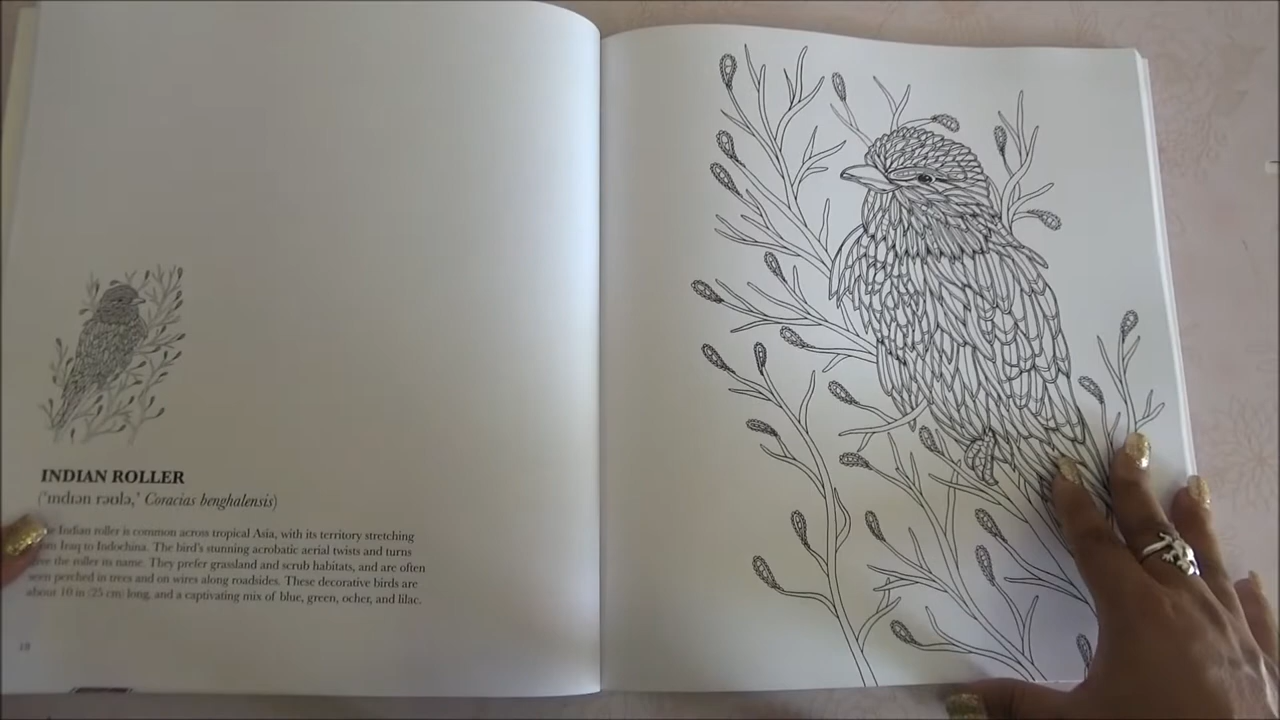 INDIAN ROLLER
('ɪndɪən rəʊlə,' Coracias benghalensis)
Indian roller is common across tropical Asia, with its territory stretching
Iraq to Indochina. The bird's stunning acrobatic aerial twists and turns
the roller its name. They prefer grassland and scrub habitats, and are often
seen perched in trees and on wires along roadsides. These decorative birds are
about 10 in (25 cm) long, and a captivating mix of blue, green, ocher, and lilac.